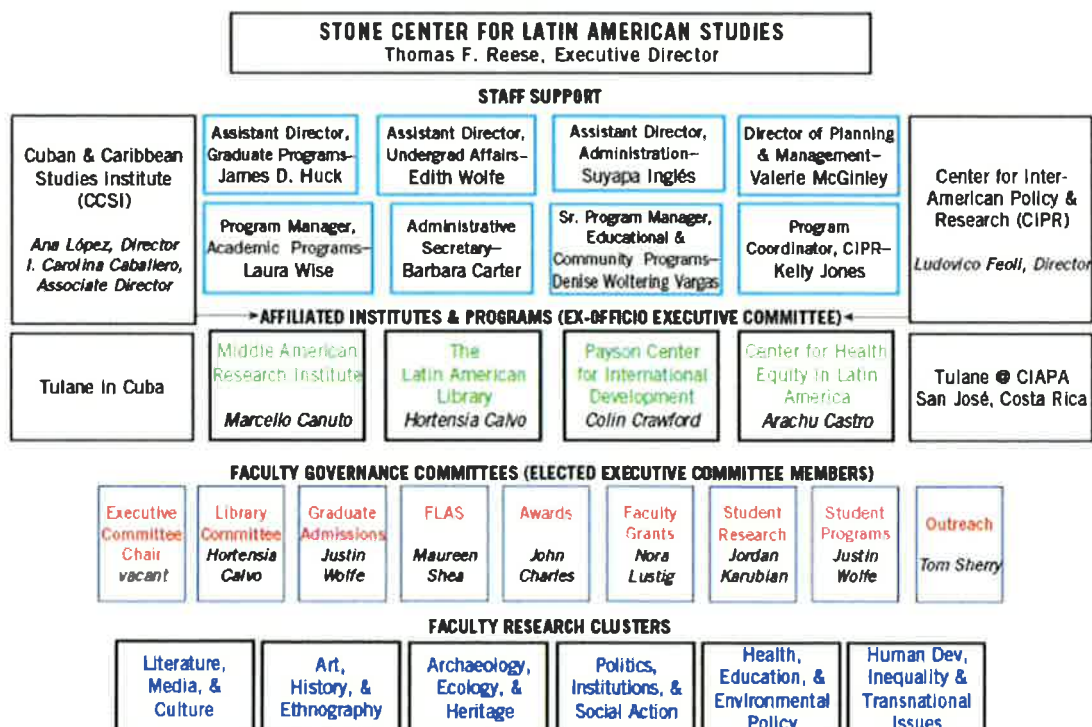 STONE CENTER FOR LATIN AMERICAN STUDIES
Thomas F. Reese, Executive Director
STAFF SUPPORT
Cuban & Caribbean
Studies Institute
(CCSI)
Ana López, Director
I. Carolina Caballero,
Associate Director
Assistant Director,
Graduate Programs–
James D. Huck
Assistant Director,
Undergrad Affairs–
Edith Wolfe
Assistant Director,
Administration–
Suyapa Inglés
Director of Planning
& Management–
Valerie McGinley
Program Manager,
Academic Programs–
Laura Wise
Administrative
Secretary–
Barbara Carter
Sr. Program Manager,
Educational &
Community Programs–
Denise Woltering Vargas
Program
Coordinator, CIPR–
Kelly Jones
Center for Inter-
American Policy &
Research (CIPR)
Ludovico Feoli, Director
AFFILIATED INSTITUTES & PROGRAMS (EX-OFFICIO EXECUTIVE COMMITTEE)
Tulane in Cuba
Middle American
Research Institute
Marcello Canuto
The
Latin American
Library
Hortensia Calvo
Payson Center
for International
Development
Colin Crawford
Center for Health
Equity in Latin
America
Arachu Castro
Tulane @ CIAPA
San José, Costa Rica
FACULTY GOVERNANCE COMMITTEES (ELECTED EXECUTIVE COMMITTEE MEMBERS)
Executive
Committee
Chair
vacant
Library
Committee
Hortensia
Calvo
Graduate
Admissions
Justin
Wolfe
FLAS
Maureen
Shea
Awards
John
Charles
Faculty
Grants
Nora
Lustig
Student
Research
Jordan
Karubian
Student
Programs
Justin
Wolfe
Outreach
Tom Sherry
FACULTY RESEARCH CLUSTERS
Literature,
Media, &
Culture
Art,
History, &
Ethnography
Archaeology,
Ecology, &
Heritage
Politics,
Institutions, &
Social Action
Health,
Education, &
Environmental
Policy
Human Dev,
Inequality &
Transnational
Issues